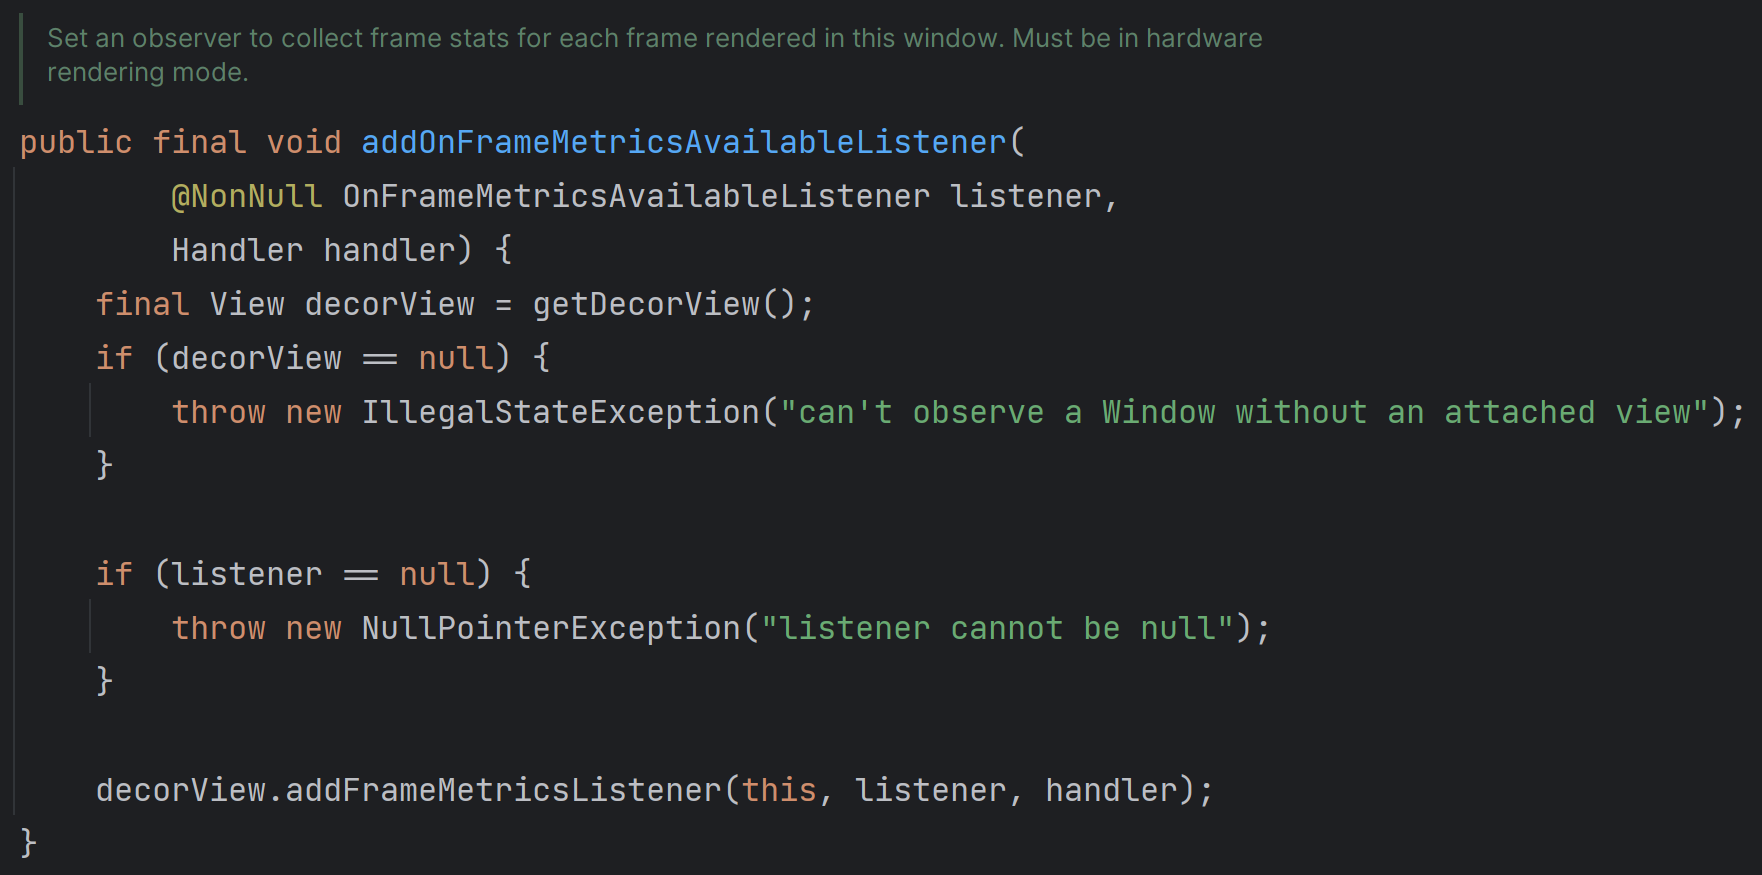 Set an observer to collect frame stats for each frame rendered in this window. Must be in hardware
rendering mode.
public final void addOnFrameMetricsAvailableListener(
        @NonNull OnFrameMetricsAvailableListener listener,
        Handler handler) {
    final View decorView = getDecorView();
    if (decorView == null) {
        throw new IllegalStateException("can't observe a Window without an attached view");
    }

    if (listener == null) {
        throw new NullPointerException("listener cannot be null");
    }

    decorView.addFrameMetricsListener(this, listener, handler);
}